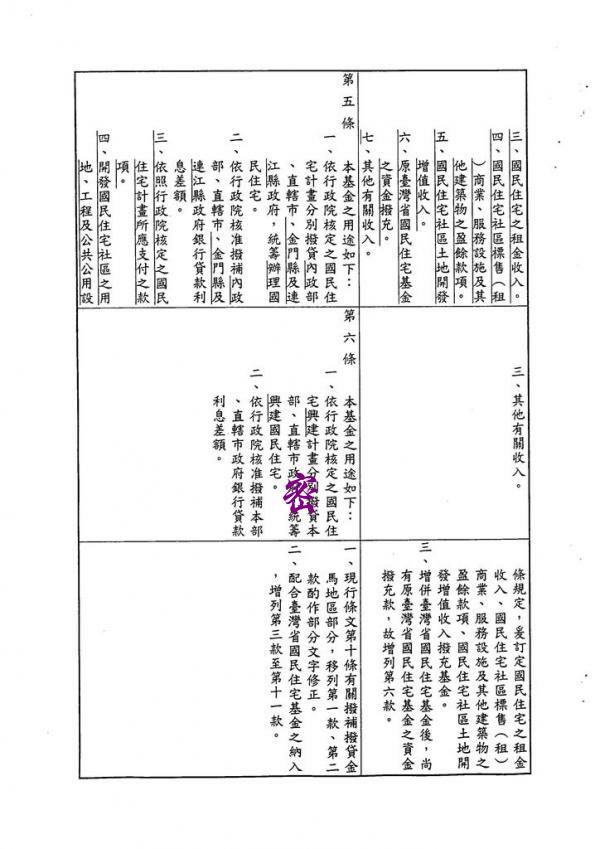 三、國民住宅之租金收入。
四、國民住宅社區標售（租
）商業、服務設施及其
他建築物之盈餘款項。
五、國民住宅社區土地開發
增值收入。
六、原臺灣省國民住宅基金
之資金撥充。
七、其他有關收入。
三、其他有關收入。
條規定，爰訂定國民住宅之租金
收入、國民住宅社區標售（租）
商業、服務設施及其他建築物之
盈餘款項、國民住宅社區土地開
發增值收入撥充基金。
三、增併臺灣省國民住宅基金後，尚
有原臺灣省國民住宅基金之資金
撥充款，故增列第六款。
第五條　本基金之用途如下：
一、依行政院核定之國民住
宅計畫分別撥貸內政部
、直轄市、金門縣及連
江縣政府，統籌辦理國
民住宅。
二、依行政院核准撥補內政
部、直轄市、金門縣及
連江縣政府銀行貸款利
息差額。
三、依照行政院核定之國民
住宅計畫所應支付之款
項。
四、開發國民住宅社區之用
地、工程及公共公用設
第六條　本基金之用途如下：
一、依行政院核定之國民住
宅興建計畫分別撥貸本
部、直轄市政統籌
興建國民住宅。
二、依行政院核准撥補本部
、直轄市政府銀行貸款
利息差額。
密
一、現行條文第十條有關撥補撥貸金
馬地區部分，移列第一款、第二
款酌作部分文字修正。
二、配合臺灣省國民住宅基金之納入
，增列第三款至第十一款。